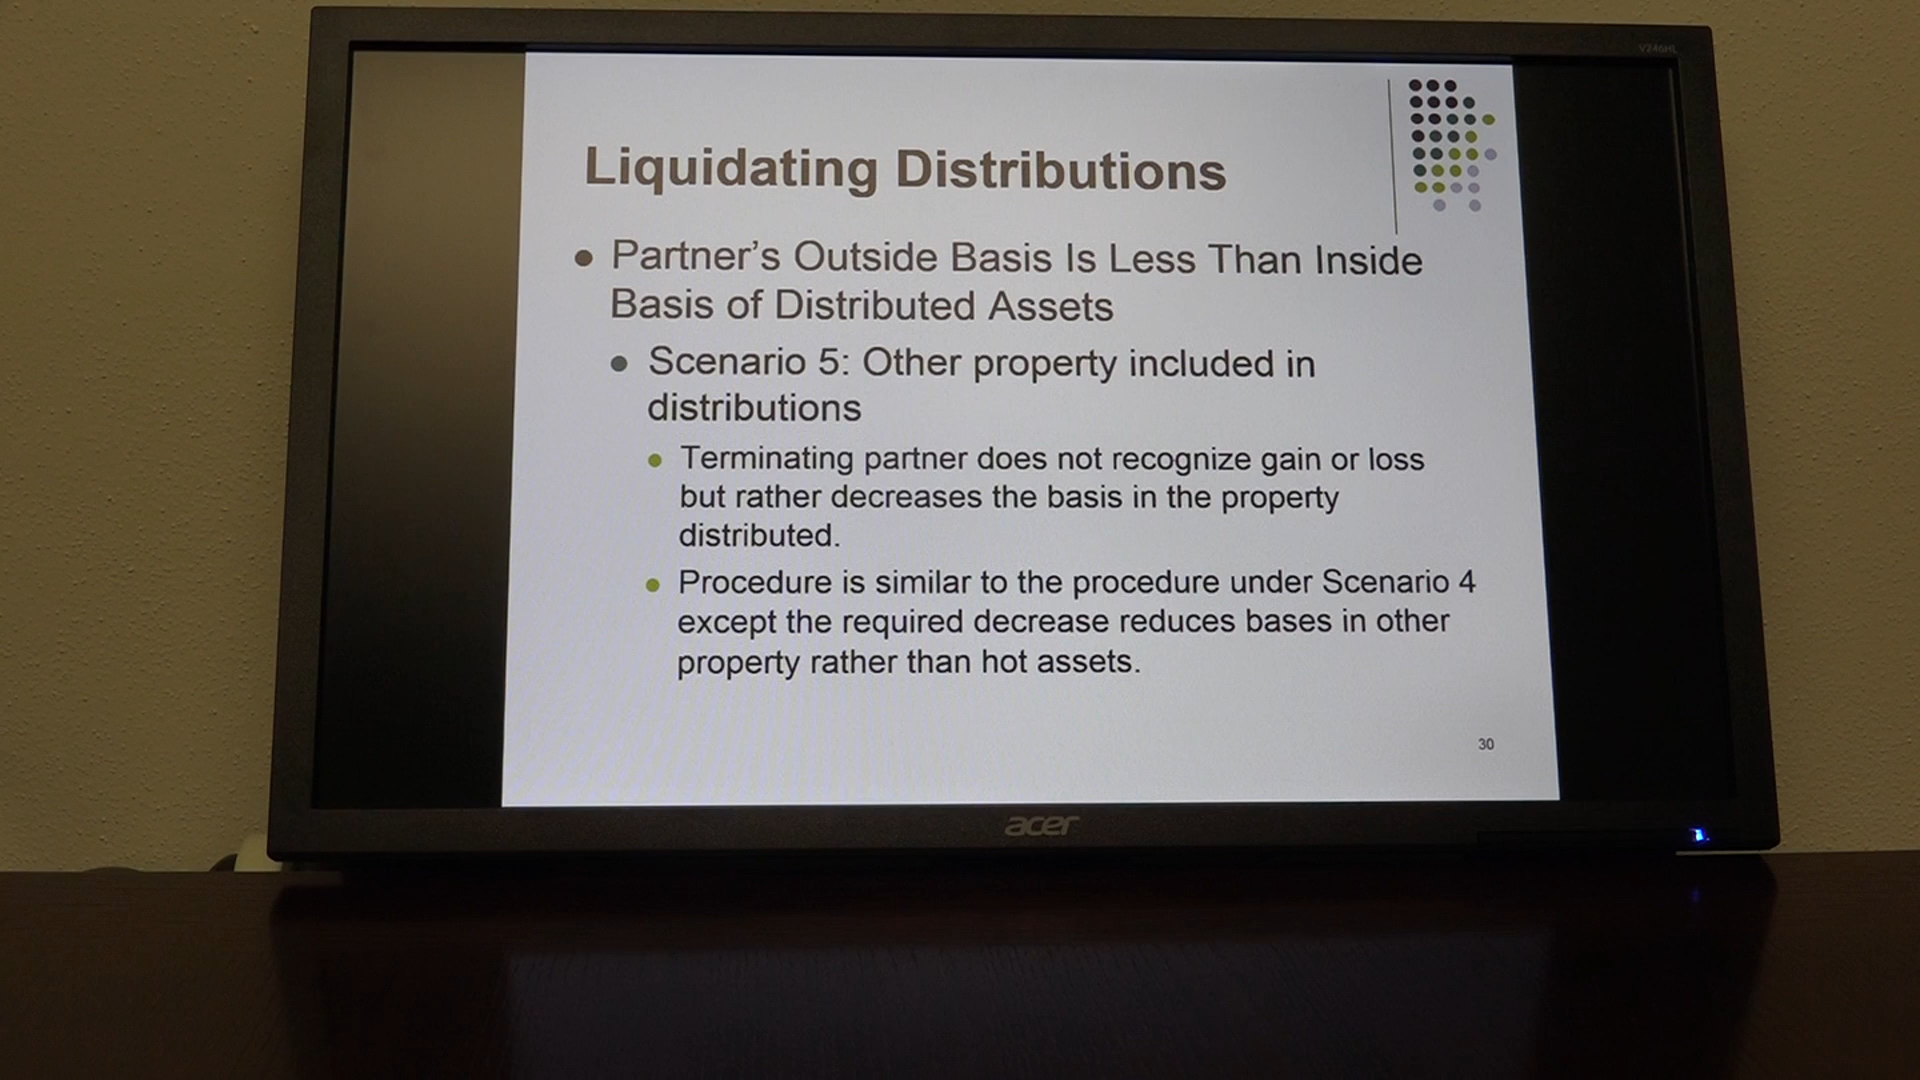 V246HL
Liquidating Distributions
Partner's Outside Basis Is Less Than Inside
Basis of Distributed Assets
Scenario 5: Other property included in
distributions
Terminating partner does not recognize gain or loss
but rather decreases the basis in the property
distributed.
Procedure is similar to the procedure under Scenario 4
except the required decrease reduces bases in other
property rather than hot assets.
30
acer